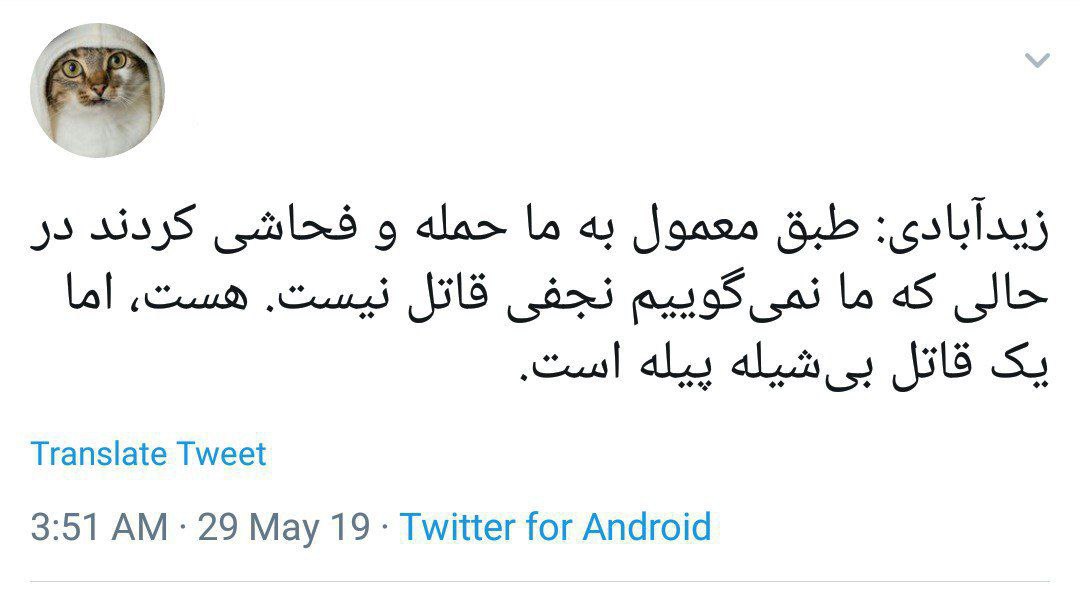 زیدآبادی: طبق معمول به ما حمله و فحاشی کردند در
حالی که ما نمی‌گوییم نجفی قاتل نیست. هست، اما
یک قاتل بی‌شیله پیله است.
Translate Tweet
3:51 AM · 29 May 19 · Twitter for Android